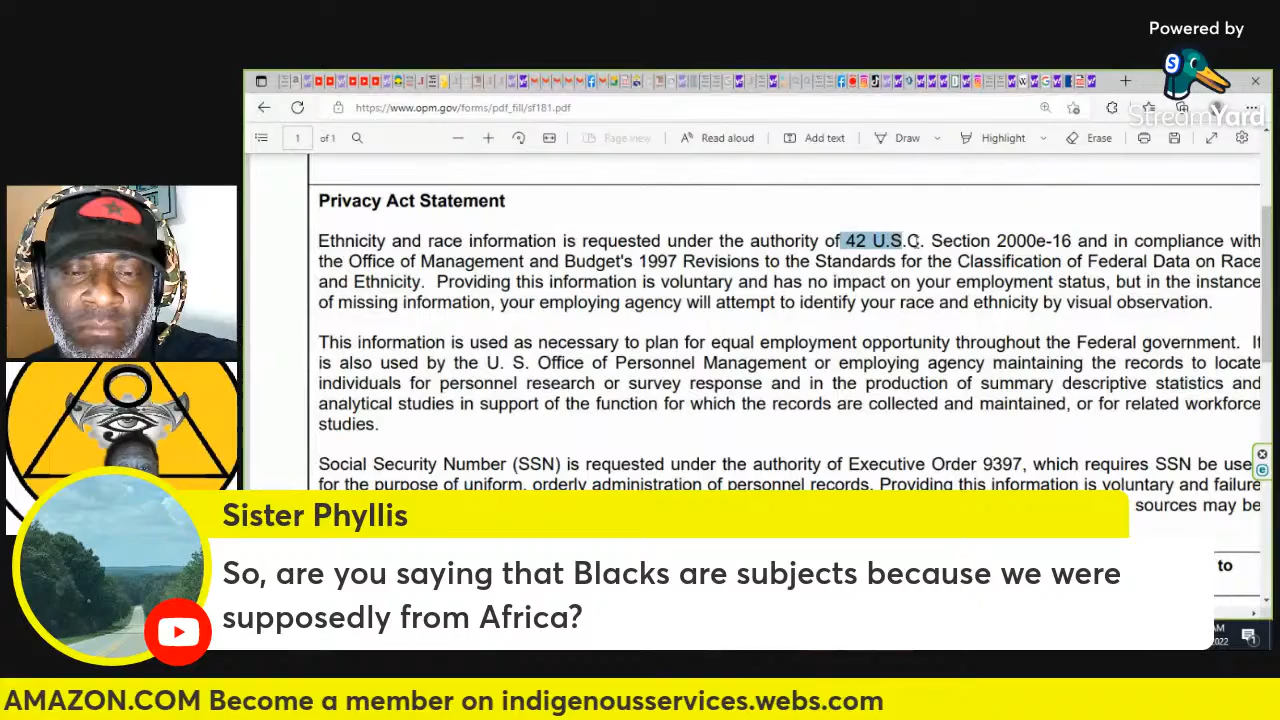 Powered by
StreamYard
https://www.opm.gov/forms/pdf_fill/sf181.pdf
1 of 1 Page view Read aloud Add text Draw Highlight Erase
Privacy Act Statement
Ethnicity and race information is requested under the authority of 42 U.S.C. Section 2000e-16 and in compliance with
the Office of Management and Budget's 1997 Revisions to the Standards for the Classification of Federal Data on Race
and Ethnicity. Providing this information is voluntary and has no impact on your employment status, but in the instance
of missing information, your employing agency will attempt to identify your race and ethnicity by visual observation.
This information is used as necessary to plan for equal employment opportunity throughout the Federal government. It
is also used by the U. S. Office of Personnel Management or employing agency maintaining the records to locate
individuals for personnel research or survey response and in the production of summary descriptive statistics and
analytical studies in support of the function for which the records are collected and maintained, or for related workforce
studies.
Social Security Number (SSN) is requested under the authority of Executive Order 9397, which requires SSN be use
for the purpose of uniform, orderly administration of personnel records. Providing this information is voluntary and failure
sources may be
to
AM
2022
Sister Phyllis
So, are you saying that Blacks are subjects because we were
supposedly from Africa?
AMAZON.COM Become a member on indigenousservices.webs.com